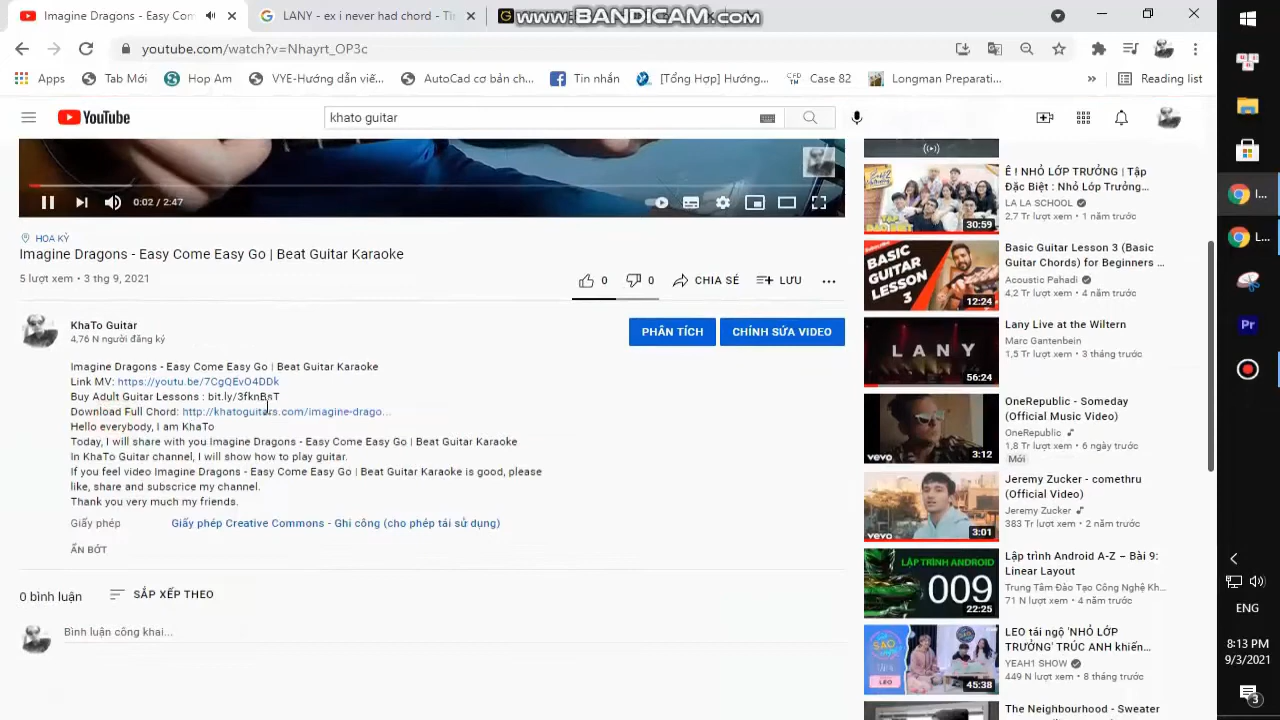 Imagine Dragons - Easy Com
LANY - ex i never had chord - Th
www.BANDICAM.com
youtube.com/watch?v=Nhayrt_OP3c
Apps
Tab Mới
Hop Am
VYE-Hướng dẫn viế...
AutoCad cơ bản ch...
Tin nhắn
[Tổng Hợp] Hướng...
Case 82
Longman Preparati...
»
Reading list
YouTube
khato guitar
0:02 / 2:47
HOA KỲ
Imagine Dragons - Easy Come Easy Go | Beat Guitar Karaoke
5 lượt xem • 3 thg 9, 2021
0
0
CHIA SẺ
LƯU
KhaTo Guitar
4,76 N người đăng ký
PHÂN TÍCH
CHỈNH SỬA VIDEO
Imagine Dragons - Easy Come Easy Go | Beat Guitar Karaoke
Link MV: https://youtu.be/7CgQEvO4DDk
Buy Adult Guitar Lessons : bit.ly/3fknBsT
Download Full Chord: http://khatoguitars.com/imagine-drago...
Hello everybody, I am KhaTo
Today, I will share with you Imagine Dragons - Easy Come Easy Go | Beat Guitar Karaoke
In KhaTo Guitar channel, I will show how to play guitar.
If you feel video Imagine Dragons - Easy Come Easy Go | Beat Guitar Karaoke is good, please
like, share and subscrice my channel.
Thank you very much my friends.
Giấy phép
Giấy phép Creative Commons - Ghi công (cho phép tái sử dụng)
ẨN BỚT
0 bình luận
SẮP XẾP THEO
Bình luận công khai...
Ê ! NHỎ LỚP TRƯỞNG | Tập
Đặc Biệt : Nhỏ Lớp Trưởng...
LA LA SCHOOL
2,7 Tr lượt xem • 1 năm trước
30:59
BASIC
GUITAR
LESSON
3
12:24
Basic Guitar Lesson 3 (Basic
Guitar Chords) for Beginners ...
Acoustic Pahadi
4,2 Tr lượt xem • 4 năm trước
LANY
56:24
Lany Live at the Wiltern
Marc Gantenbein
1,5 Tr lượt xem • 3 tháng trước
vevo
3:12
OneRepublic - Someday
(Official Music Video)
OneRepublic
1,8 Tr lượt xem • 6 ngày trước
Mới
vevo
3:01
Jeremy Zucker - comethru
(Official Video)
Jeremy Zucker
383 Tr lượt xem • 2 năm trước
LẬP TRÌNH ANDROID
009
22:25
Lập trình Android A-Z – Bài 9:
Linear Layout
Trung Tâm Đào Tạo Công Nghệ Kh...
71 N lượt xem • 4 năm trước
SAO
LEO
45:38
LEO tái ngộ 'NHỎ LỚP
TRƯỞNG' TRÚC ANH khiến...
YEAH1 SHOW
449 N lượt xem • 8 tháng trước
The Neighbourhood - Sweater
I...
L...
Pr
ENG
8:13 PM
9/3/2021
3